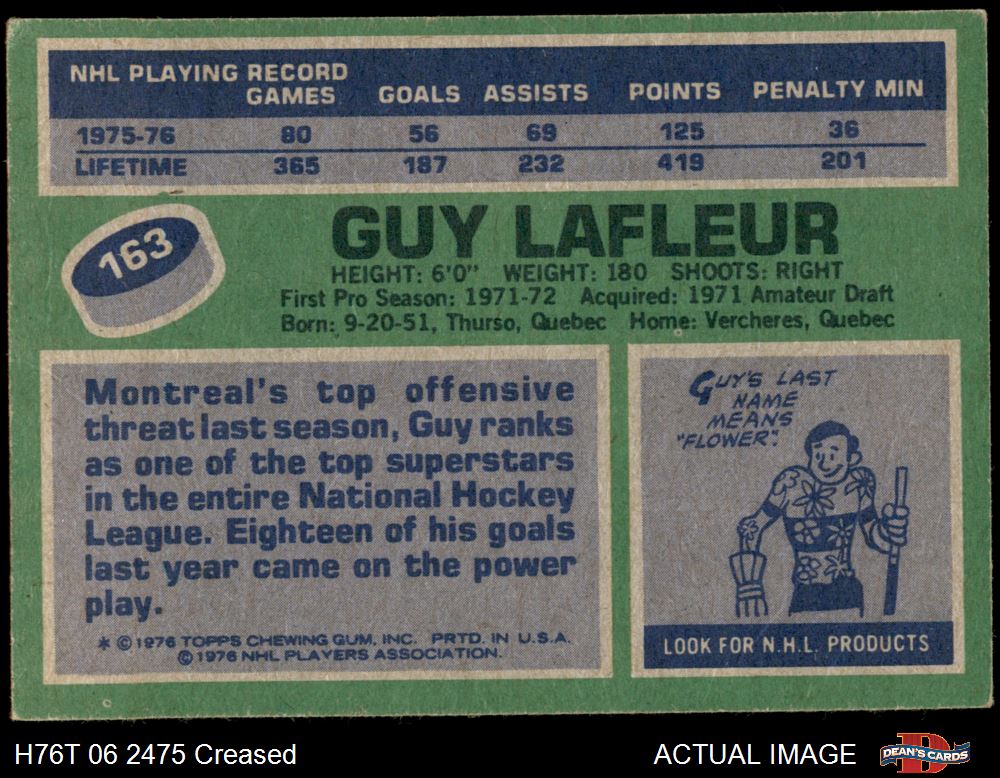 NHL PLAYING RECORD
GAMES GOALS ASSISTS POINTS PENALTY MIN
1975-76 80 56 69 125 36
LIFETIME 365 187 232 419 201
163
GUY LAFLEUR
HEIGHT: 6'0" WEIGHT: 180 SHOOTS: RIGHT
First Pro Season: 1971-72 Acquired: 1971 Amateur Draft
Born: 9-20-51, Thurso, Quebec Home: Vercheres, Quebec
Montreal's top offensive
threat last season, Guy ranks
as one of the top superstars
in the entire National Hockey
League. Eighteen of his goals
last year came on the power
play.
* © 1976 TOPPS CHEWING GUM, INC. PRTD. IN U.S.A.
© 1976 NHL PLAYERS ASSOCIATION.
GUY'S LAST
NAME
MEANS
"FLOWER".
LOOK FOR N.H.L. PRODUCTS
H76T 06 2475 Creased
ACTUAL IMAGE
D
DEAN'S CARDS